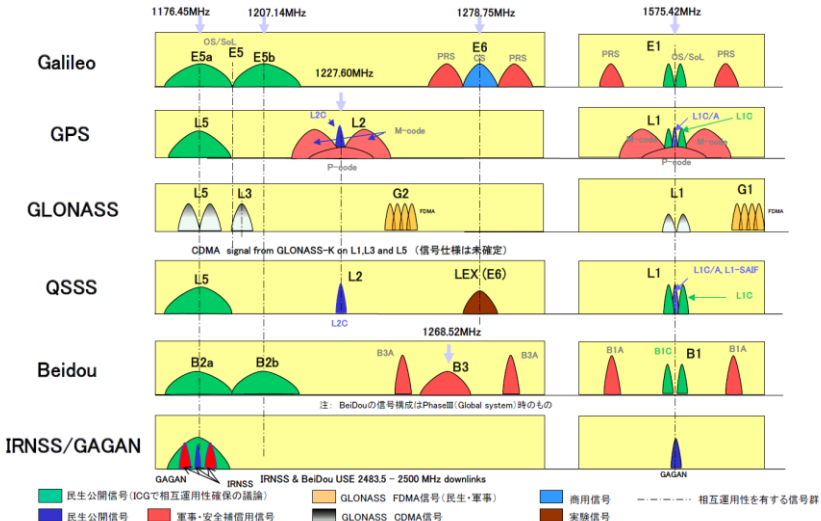 1176.45MHz 1207.14MHz 1278.75MHz 1575.42MHz
Galileo
OS/SoL
E5a E5 E5b
PRS E6 CS PRS
PRS E1 OS/SoL PRS
1227.60MHz
GPS
L5
L2C L2 M-code
P-code
L1 L1C/A L1C
M-code M-code
P-code
GLONASS
L5 L3 G2 FDMA
L1 G1 FDMA
CDMA signal from GLONASS-K on L1,L3 and L5 (信号仕様は未確定)
QSSS
L5 L2 LEX (E6)
L2C
L1 L1C/A, L1-SAIF
L1C
1268.52MHz
Beidou
B2a B2b B3A B3 B3A
B1A B1C B1 B1A
注: BeiDouの信号構成はPhaseⅢ(Global system)時のもの
IRNSS/GAGAN
GAGAN IRNSS IRNSS & BeiDou USE 2483.5 - 2500 MHz downlinks
GAGAN
民生公開信号(ICGで相互運用性確保の議論) GLONASS FDMA信号(民生・軍事) 商用信号 相互運用性を有する信号群
民生公開信号 軍事・安全補償用信号 GLONASS CDMA信号 実験信号